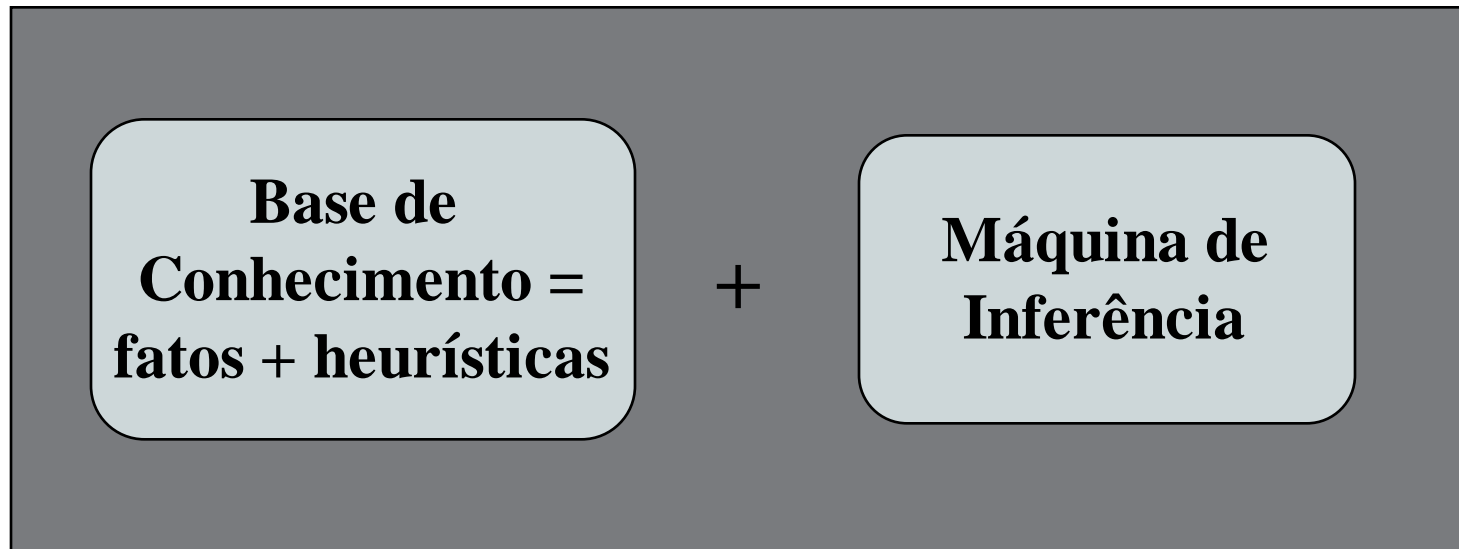 Base de
Conhecimento =
fatos + heurísticas
+
Máquina de
Inferência